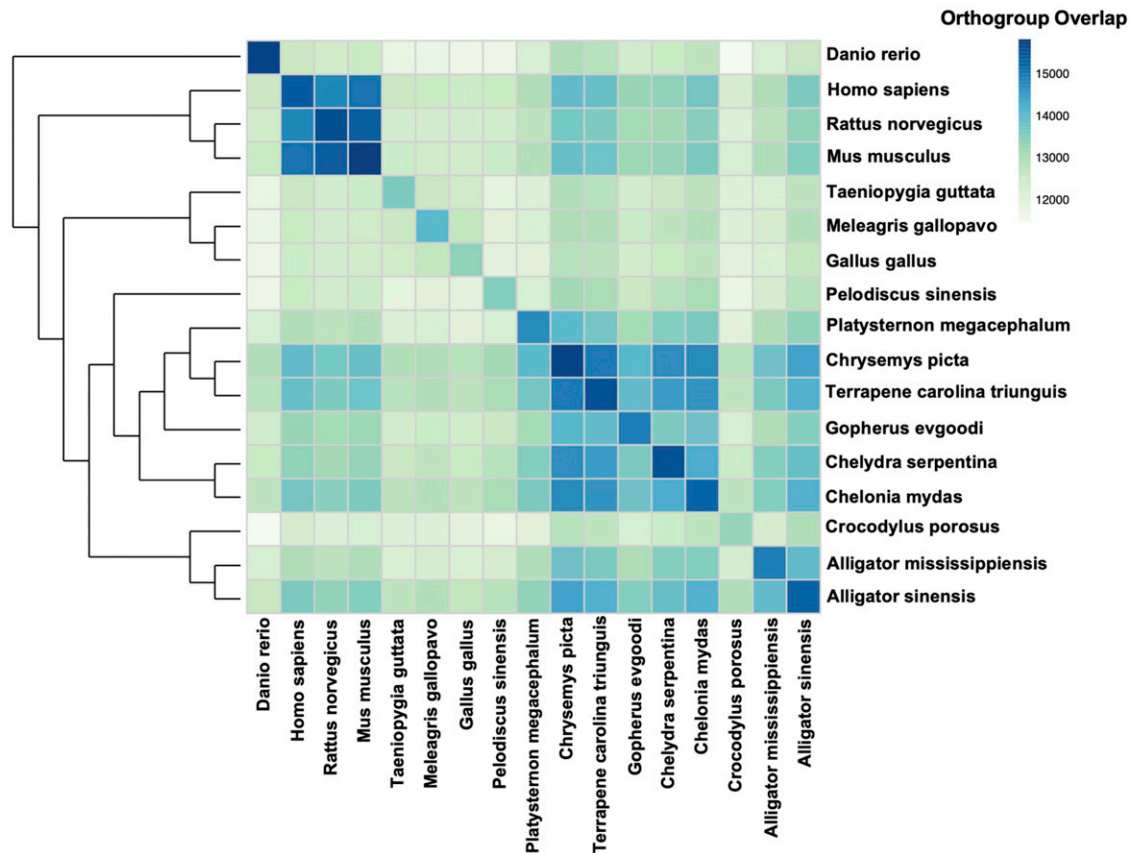 Orthogroup Overlap
15000
14000
13000
12000
Danio rerio
Homo sapiens
Rattus norvegicus
Mus musculus
Taeniopygia guttata
Meleagris gallopavo
Gallus gallus
Pelodiscus sinensis
Platysternon megacephalum
Chrysemys picta
Terrapene carolina triunguis
Gopherus evgoodi
Chelydra serpentina
Chelonia mydas
Crocodylus porosus
Alligator mississippiensis
Alligator sinensis
Danio rerio
Homo sapiens
Rattus norvegicus
Mus musculus
Taeniopygia guttata
Meleagris gallopavo
Gallus gallus
Pelodiscus sinensis
Platysternon megacephalum
Chrysemys picta
Terrapene carolina triunguis
Gopherus evgoodi
Chelydra serpentina
Chelonia mydas
Crocodylus porosus
Alligator mississippiensis
Alligator sinensis